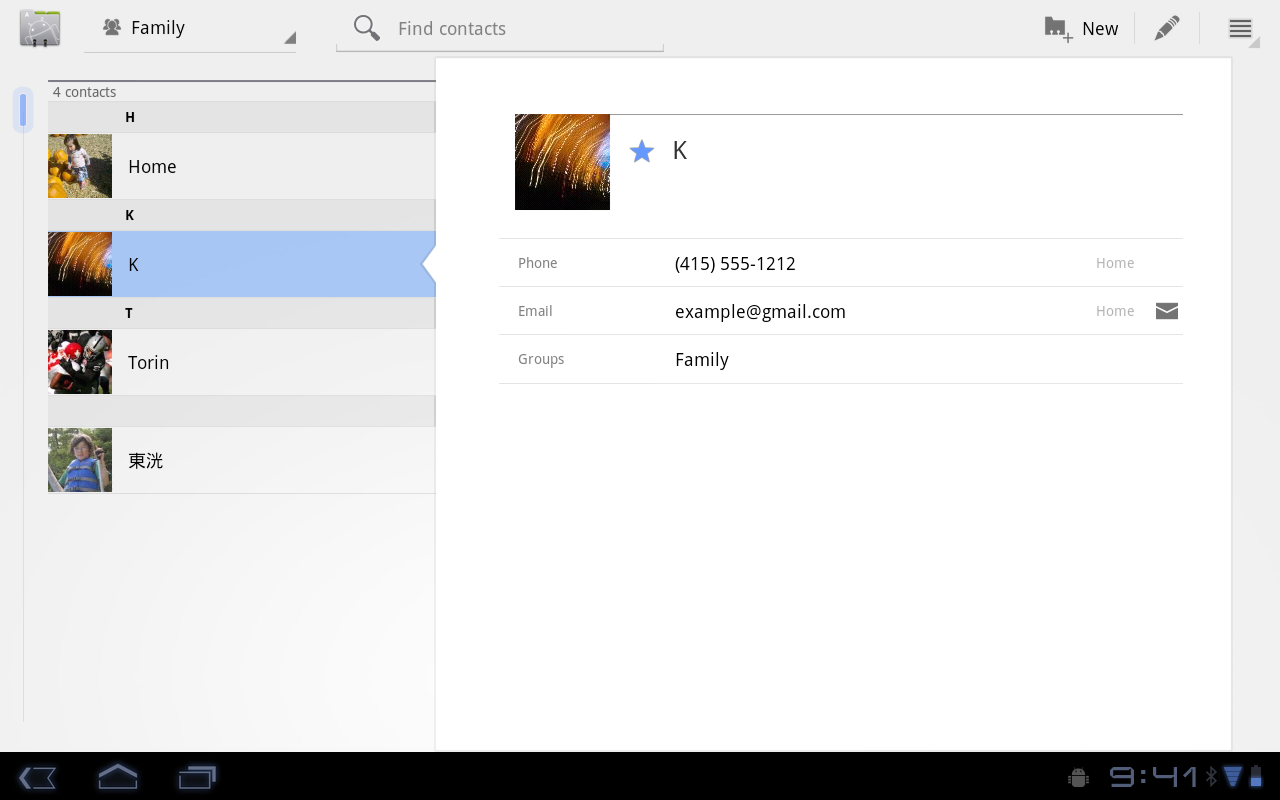 Family
Find contacts
New
4 contacts
H
Home
K
K
T
Torin
東洸
K
Phone (415) 555-1212 Home
Email example@gmail.com Home
Groups Family
9:41